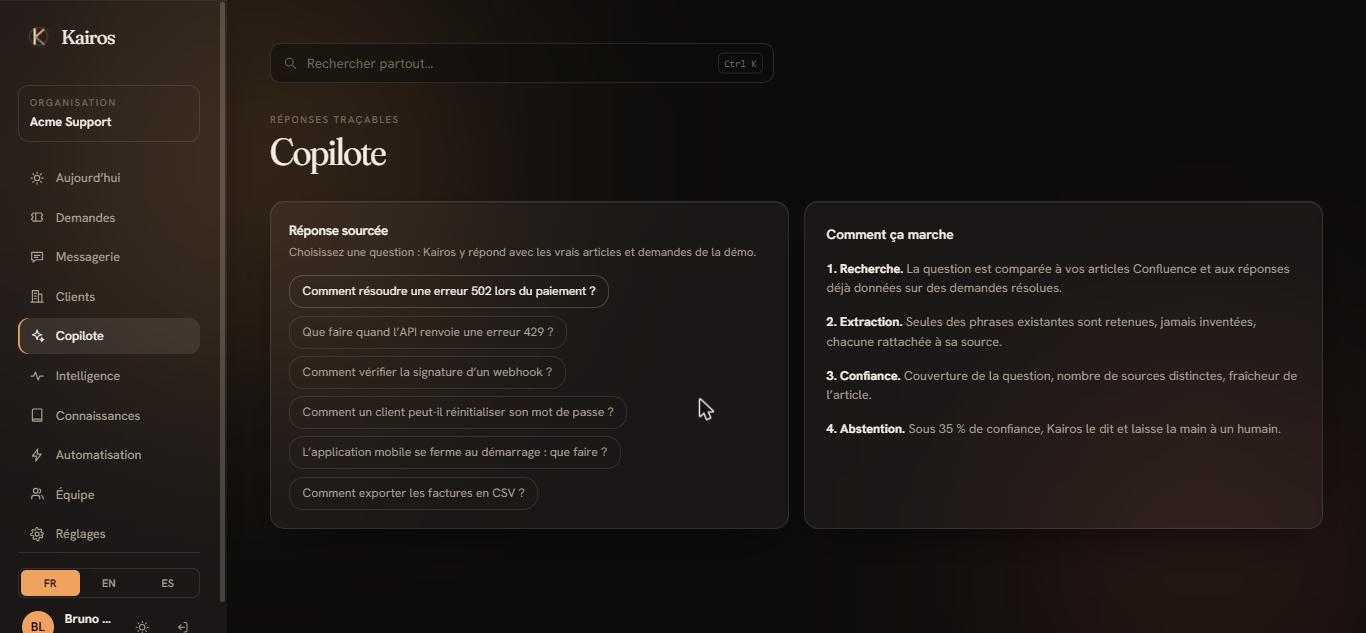 Kairos
ORGANISATION
Acme Support
Aujourd’hui
Demandes
Messagerie
Clients
Copilote
Intelligence
Connaissances
Automatisation
Équipe
Réglages
FR EN ES
BL Bruno ...
Rechercher partout... Ctrl K
RÉPONSES TRAÇABLES
Copilote
Réponse sourcée
Choisissez une question : Kairos y répond avec les vrais articles et demandes de la démo.
Comment résoudre une erreur 502 lors du paiement ?
Que faire quand l’API renvoie une erreur 429 ?
Comment vérifier la signature d’un webhook ?
Comment un client peut-il réinitialiser son mot de passe ?
L’application mobile se ferme au démarrage : que faire ?
Comment exporter les factures en CSV ?
Comment ça marche
1. Recherche. La question est comparée à vos articles Confluence et aux réponses
déjà données sur des demandes résolues.
2. Extraction. Seules des phrases existantes sont retenues, jamais inventées,
chacune rattachée à sa source.
3. Confiance. Couverture de la question, nombre de sources distinctes, fraîcheur de
l’article.
4. Abstention. Sous 35 % de confiance, Kairos le dit et laisse la main à un humain.